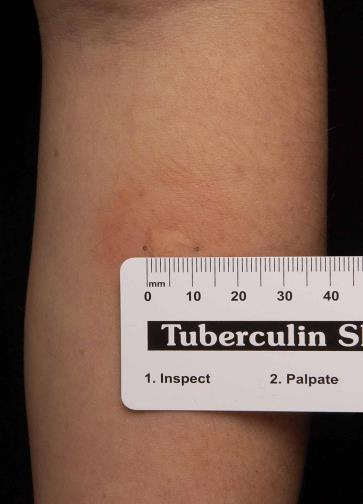 mm
0 10 20 30 40
Tuberculin
1. Inspect 2. Palpate